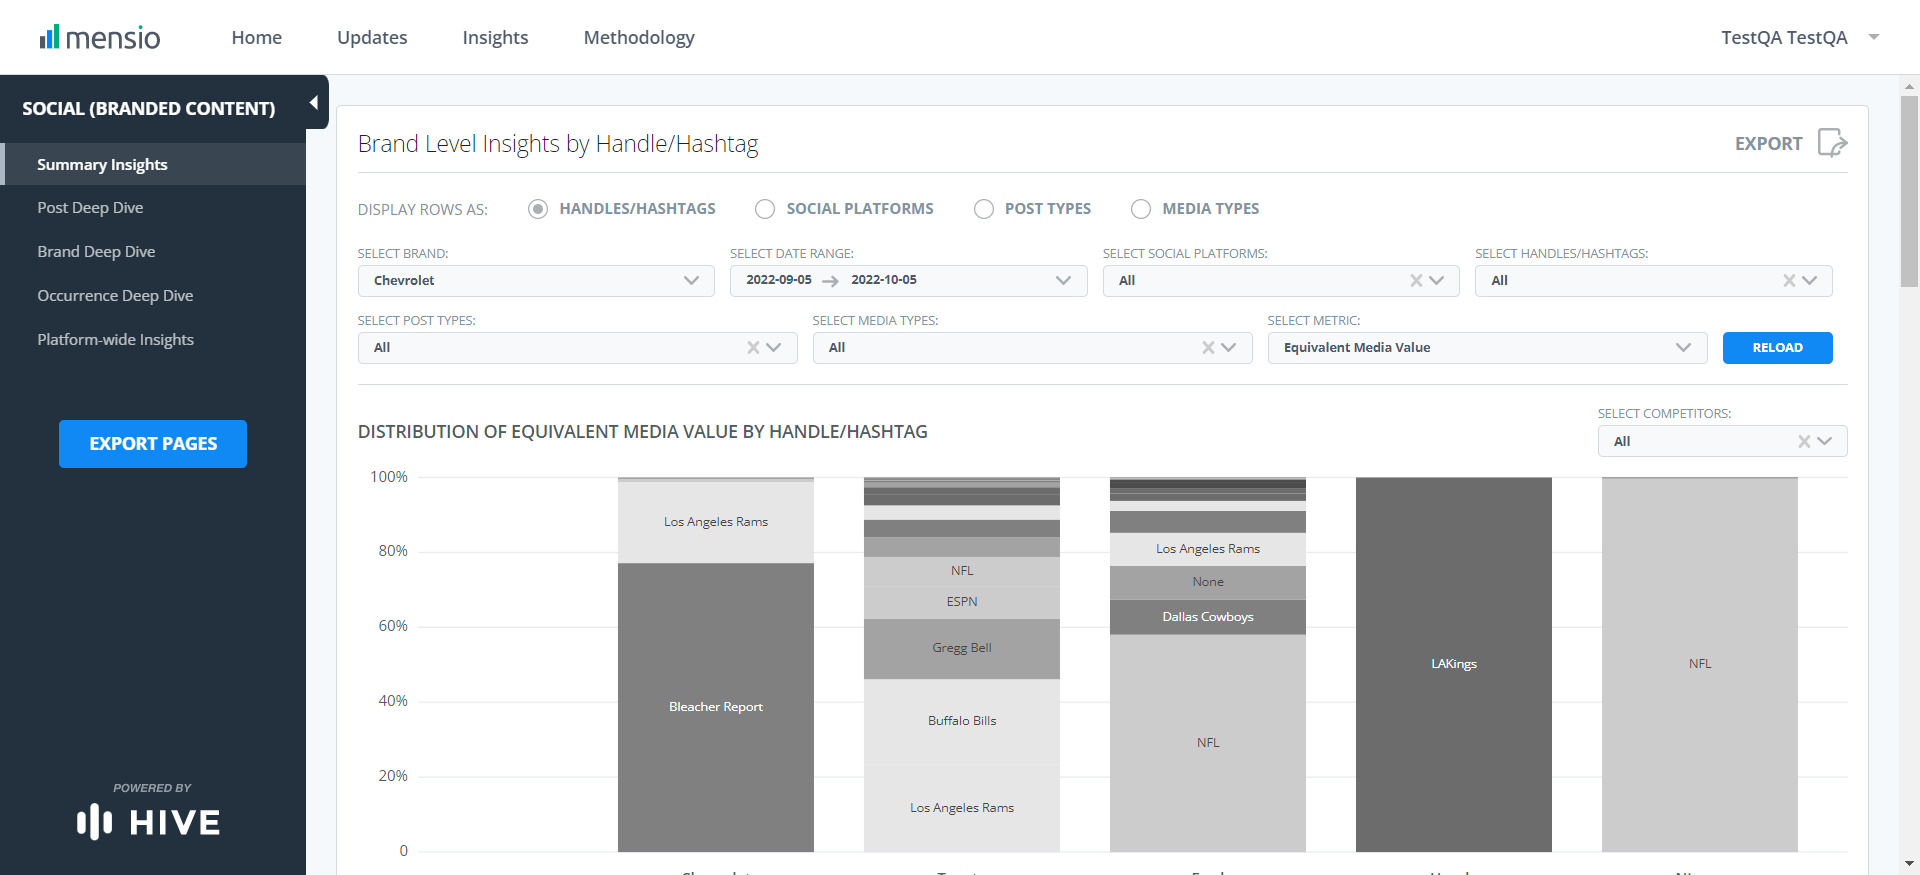 mensio
Home
Updates
Insights
Methodology
TestQA TestQA
SOCIAL (BRANDED CONTENT)
Summary Insights
Post Deep Dive
Brand Deep Dive
Occurrence Deep Dive
Platform-wide Insights
EXPORT PAGES
POWERED BY
HIVE
Brand Level Insights by Handle/Hashtag
EXPORT
DISPLAY ROWS AS:
HANDLES/HASHTAGS
SOCIAL PLATFORMS
POST TYPES
MEDIA TYPES
SELECT BRAND:
Chevrolet
SELECT DATE RANGE:
2022-09-05 → 2022-10-05
SELECT SOCIAL PLATFORMS:
All
SELECT HANDLES/HASHTAGS:
All
SELECT POST TYPES:
All
SELECT MEDIA TYPES:
All
SELECT METRIC:
Equivalent Media Value
RELOAD
DISTRIBUTION OF EQUIVALENT MEDIA VALUE BY HANDLE/HASHTAG
SELECT COMPETITORS:
All
100%
80%
60%
40%
20%
0
Los Angeles Rams
Bleacher Report
NFL
ESPN
Gregg Bell
Buffalo Bills
Los Angeles Rams
Los Angeles Rams
None
Dallas Cowboys
NFL
LAKings
NFL